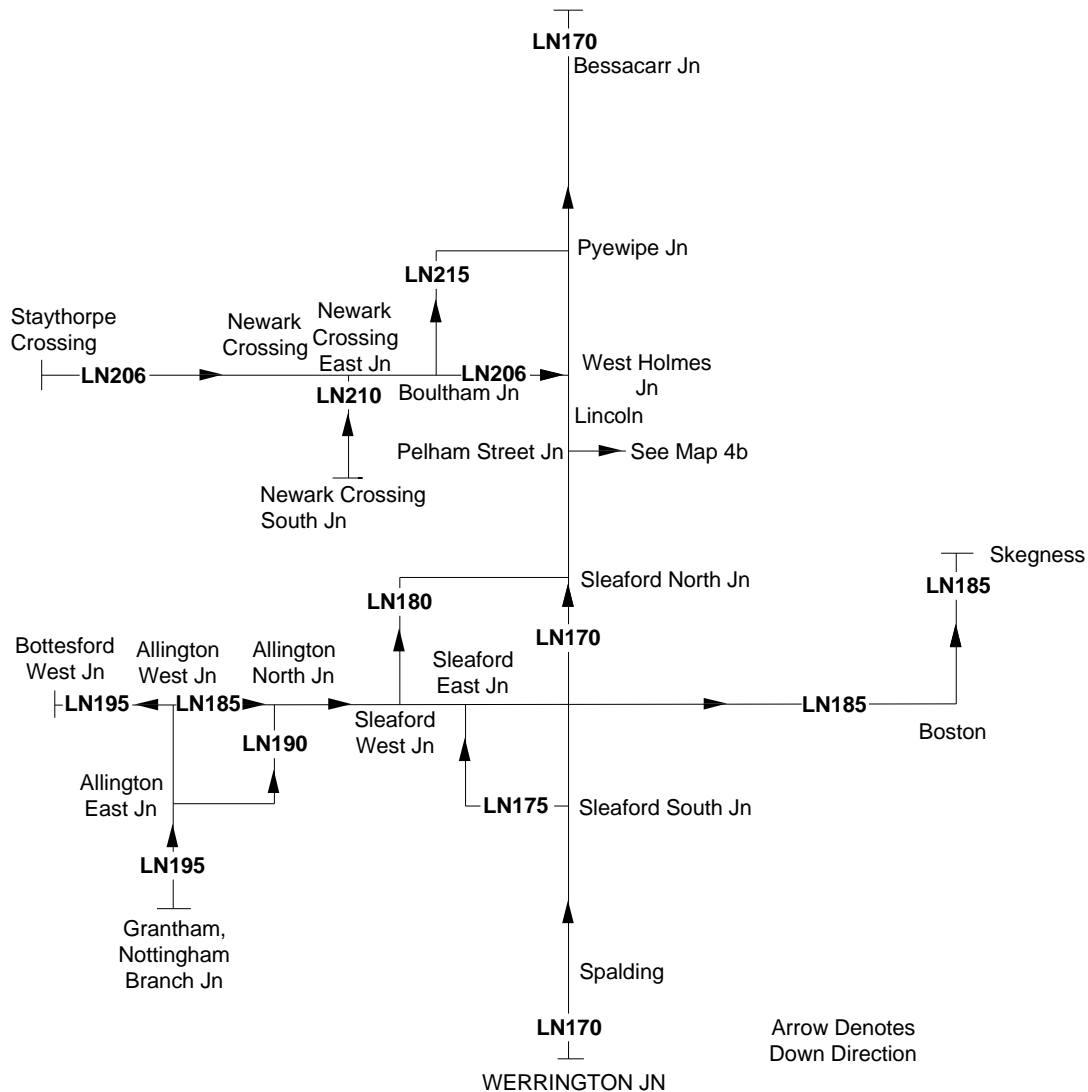 LN170
Bessacarr Jn
Pyewipe Jn
LN215
Staythorpe
Crossing
Newark
Crossing
Newark
Crossing
East Jn
LN206
LN206
West Holmes
Jn
LN210
Boultham Jn
Lincoln
Pelham Street Jn
See Map 4b
Newark Crossing
South Jn
Skegness
LN185
Sleaford North Jn
LN180
LN170
Bottesford
West Jn
Allington
West Jn
Allington
North Jn
Sleaford
East Jn
LN195
LN185
LN185
Sleaford
West Jn
Boston
LN190
Allington
East Jn
LN175
Sleaford South Jn
LN195
Grantham,
Nottingham
Branch Jn
Spalding
LN170
Arrow Denotes
Down Direction
WERRINGTON JN